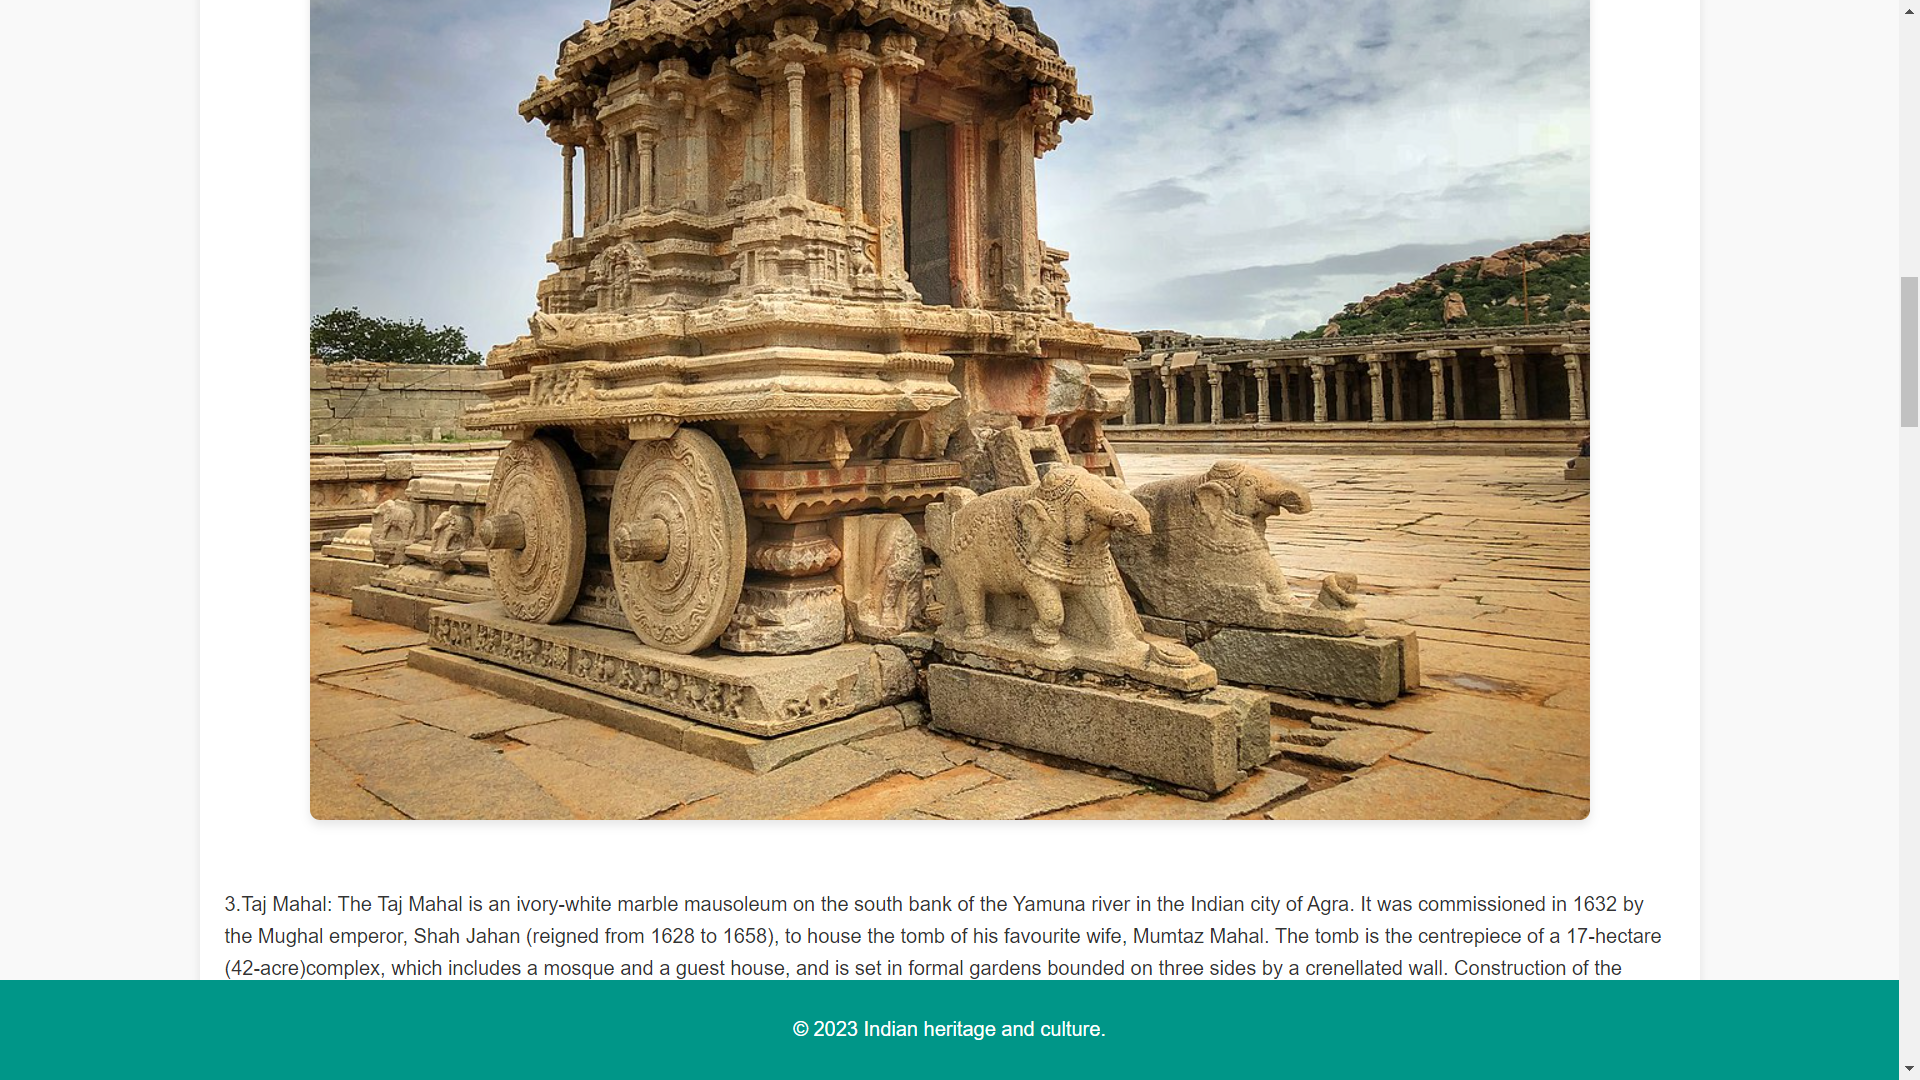 3.Taj Mahal: The Taj Mahal is an ivory-white marble mausoleum on the south bank of the Yamuna river in the Indian city of Agra. It was commissioned in 1632 by
the Mughal emperor, Shah Jahan (reigned from 1628 to 1658), to house the tomb of his favourite wife, Mumtaz Mahal. The tomb is the centrepiece of a 17-hectare
(42-acre)complex, which includes a mosque and a guest house, and is set in formal gardens bounded on three sides by a crenellated wall. Construction of the
© 2023 Indian heritage and culture.